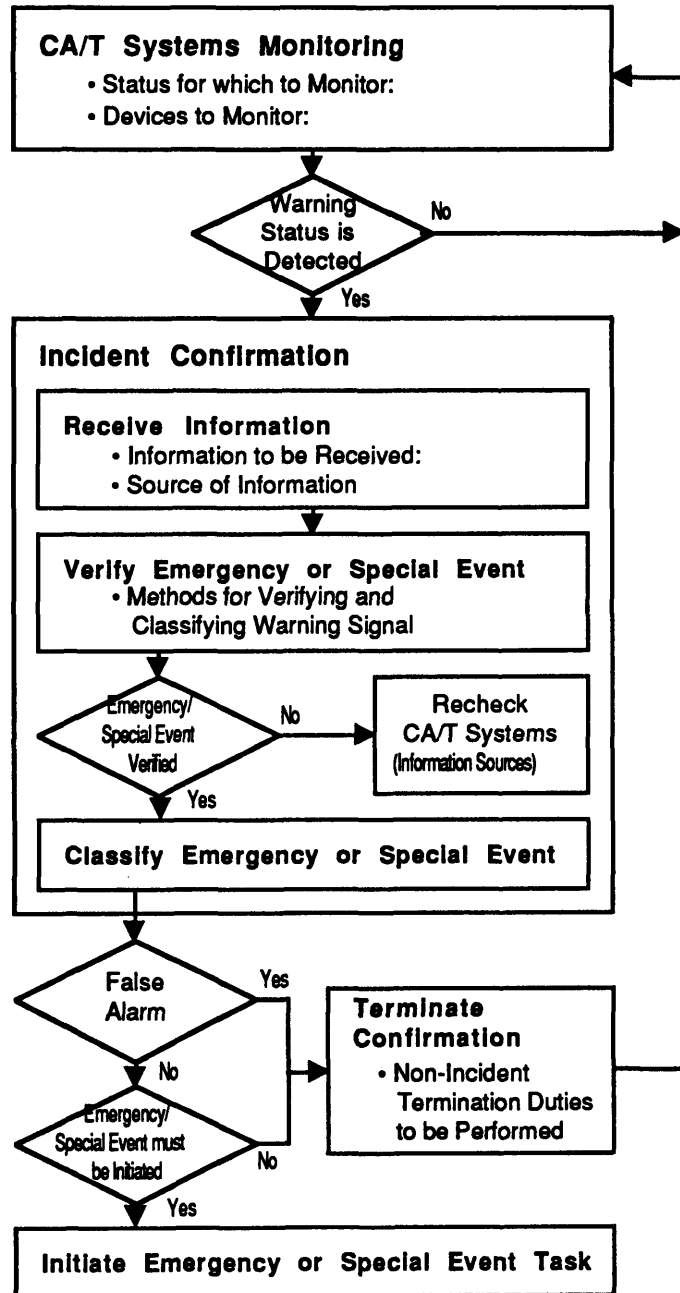 CA/T Systems Monitoring
• Status for which to Monitor:
• Devices to Monitor:
Warning
Status is
Detected
No
Yes
Incident Confirmation
Receive Information
• Information to be Received:
• Source of Information
Verify Emergency or Special Event
• Methods for Verifying and
Classifying Warning Signal
Emergency/
Special Event
Verified
No
Yes
Recheck
CA/T Systems
(Information Sources)
Classify Emergency or Special Event
False
Alarm
Yes
No
Terminate
Confirmation
• Non-Incident
Termination Duties
to be Performed
Emergency/
Special Event must
be Initiated
No
Yes
Initiate Emergency or Special Event Task